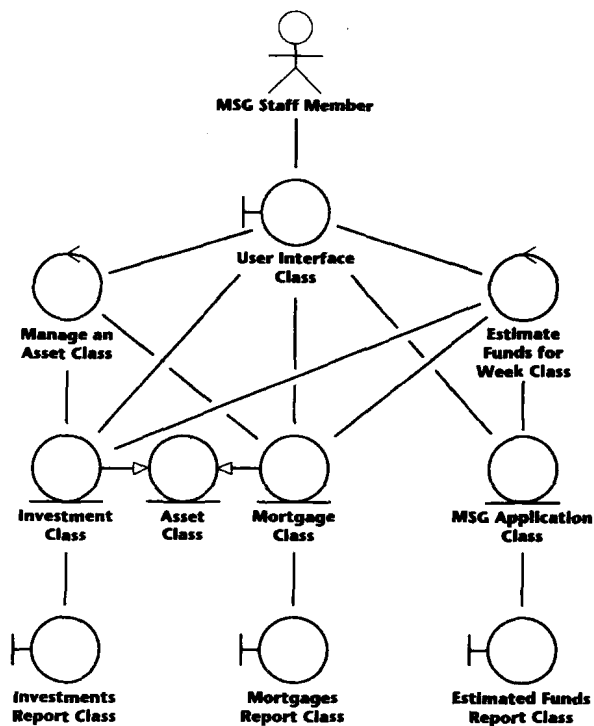 MSG Staff Member
User Interface
Class
Manage an
Asset Class
Estimate
Funds for
Week Class
Investment
Class
Asset
Class
Mortgage
Class
MSG Application
Class
Investments
Report Class
Mortgages
Report Class
Estimated Funds
Report Class